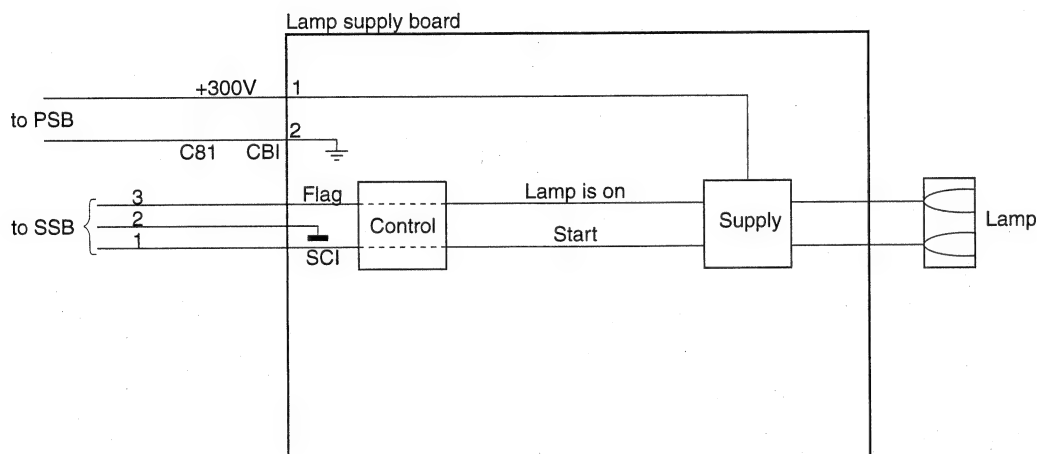 Lamp supply board
+300V 1
to PSB
2
C81 CBI
3 Flag Lamp is on
to SSB 2 Control Supply Lamp
1 SCI Start